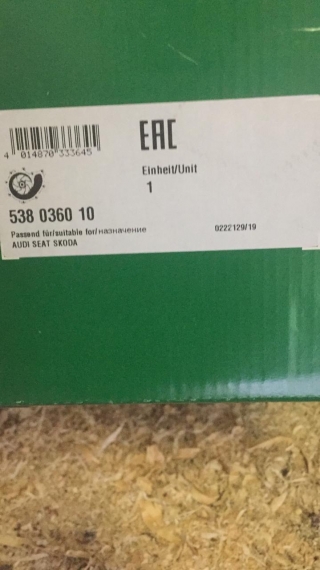 EAC
4 014870 333645
Einheit/Unit
1
538 0360 10
Passend für/suitable for/назначение
0222129/19
AUDI SEAT SKODA